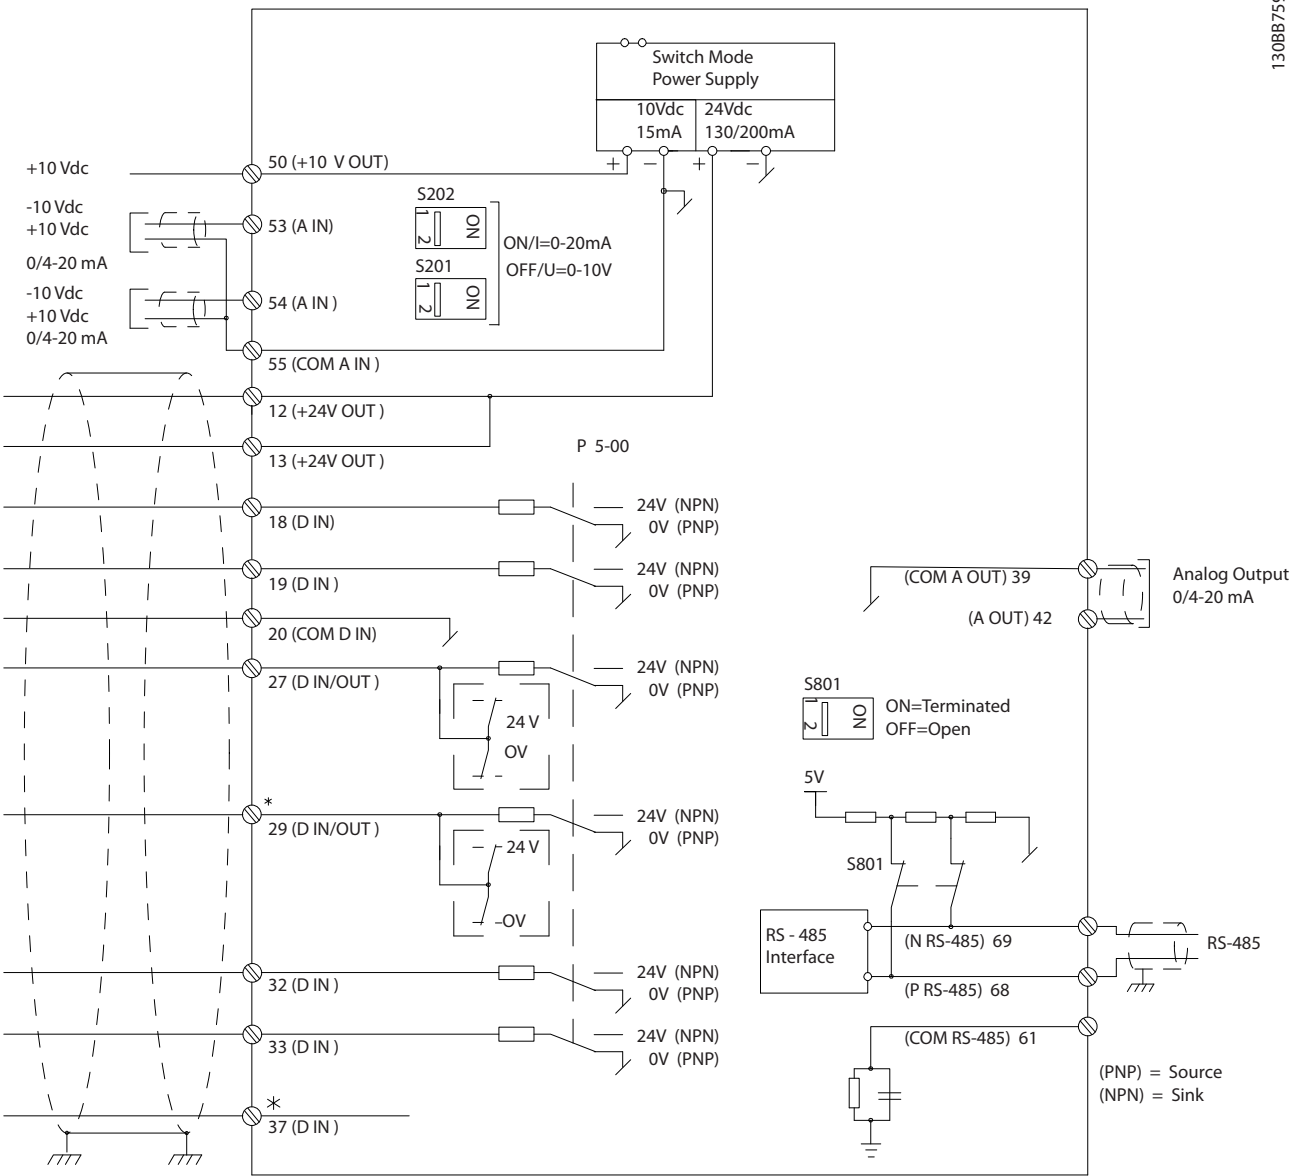 130BB759
Switch Mode
Power Supply
10Vdc
15mA
24Vdc
130/200mA
+ − + −
+10 Vdc
50 (+10 V OUT)
-10 Vdc
+10 Vdc
0/4-20 mA
53 (A IN)
S202
1
2
ON
ON/I=0-20mA
OFF/U=0-10V
S201
1
2
ON
-10 Vdc
+10 Vdc
0/4-20 mA
54 (A IN )
55 (COM A IN )
12 (+24V OUT )
13 (+24V OUT )
P 5-00
18 (D IN)
24V (NPN)
0V (PNP)
19 (D IN )
24V (NPN)
0V (PNP)
20 (COM D IN)
27 (D IN/OUT )
24V (NPN)
0V (PNP)
24 V
OV
*
29 (D IN/OUT )
24V (NPN)
0V (PNP)
24 V
OV
32 (D IN )
24V (NPN)
0V (PNP)
33 (D IN )
24V (NPN)
0V (PNP)
*
37 (D IN )
(COM A OUT) 39
(A OUT) 42
Analog Output
0/4-20 mA
S801
1
2
ON
ON=Terminated
OFF=Open
5V
S801
RS - 485
Interface
(N RS-485) 69
RS-485
(P RS-485) 68
(COM RS-485) 61
(PNP) = Source
(NPN) = Sink